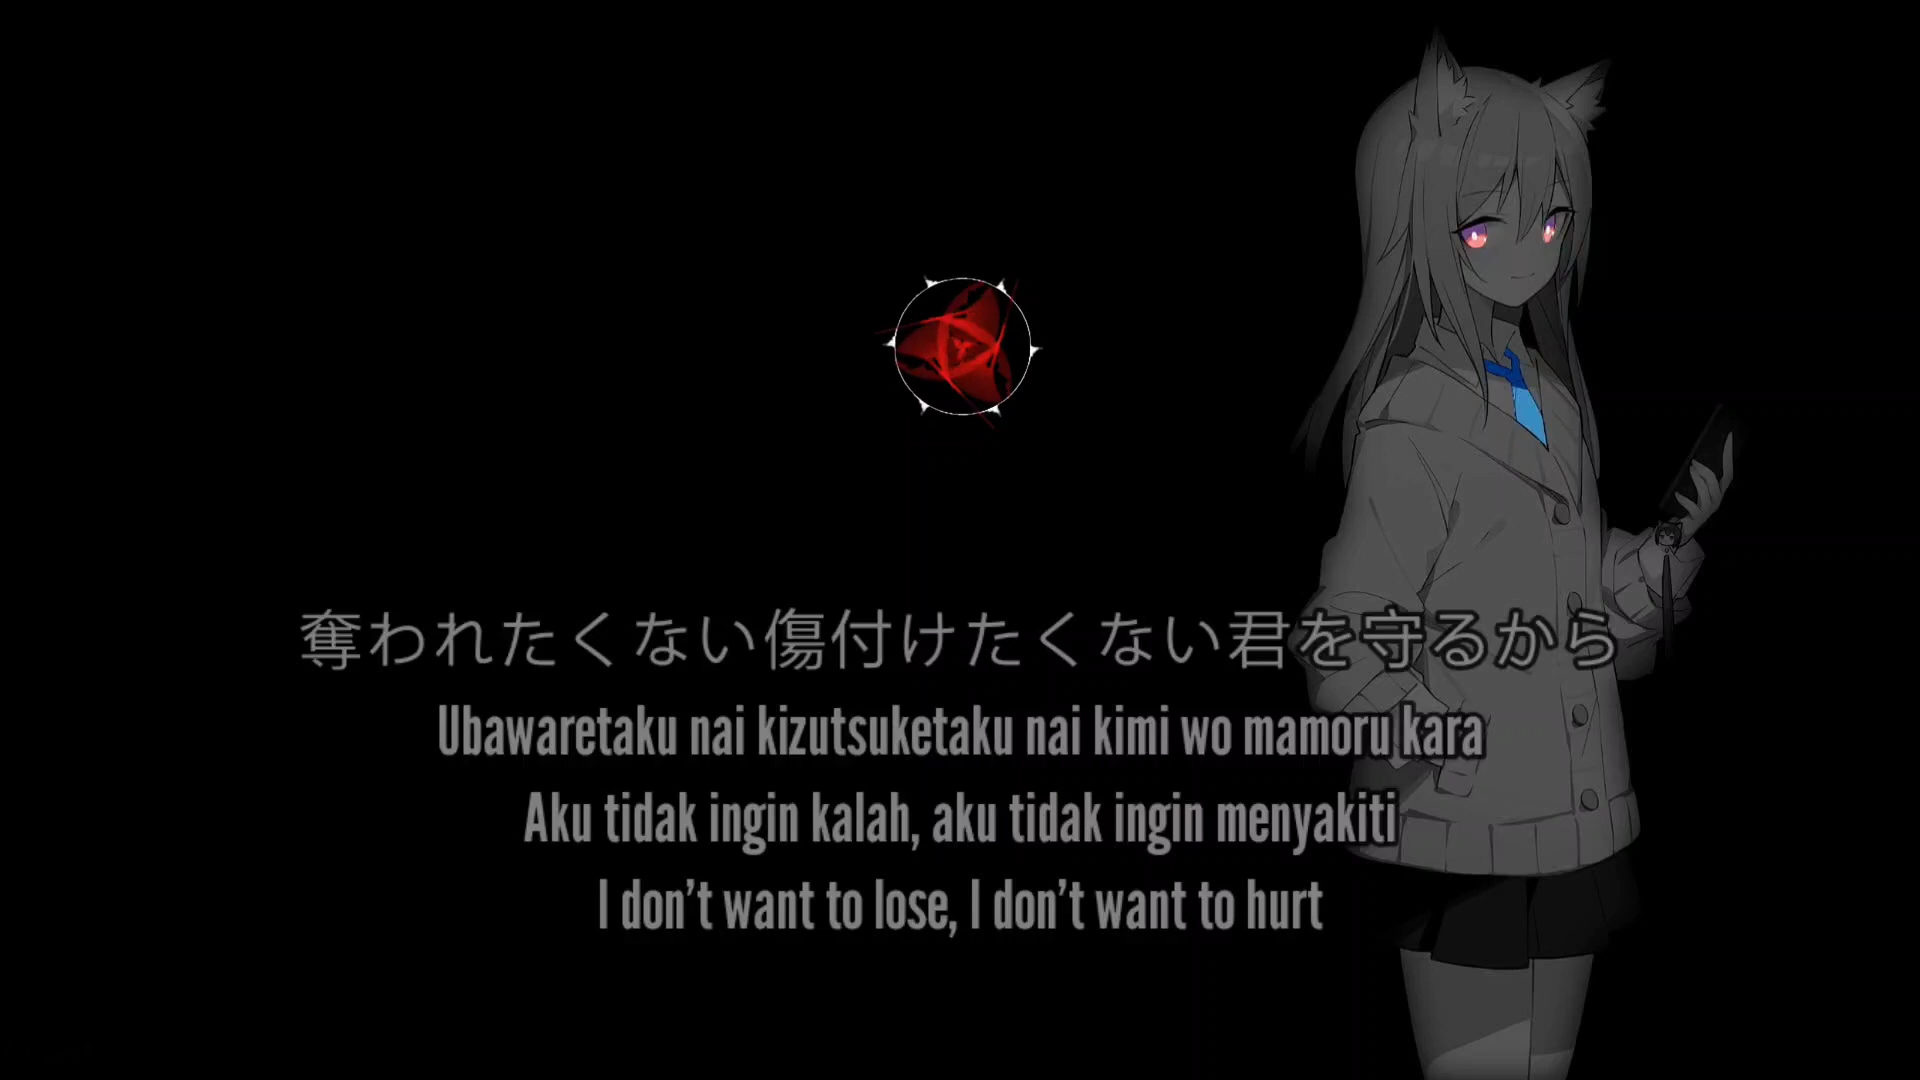 奪われたくない傷付けたくない君を守るから
Ubawaretaku nai kizutsuketaku nai kimi wo mamoru kara
Aku tidak ingin kalah, aku tidak ingin menyakiti
I don’t want to lose, I don’t want to hurt